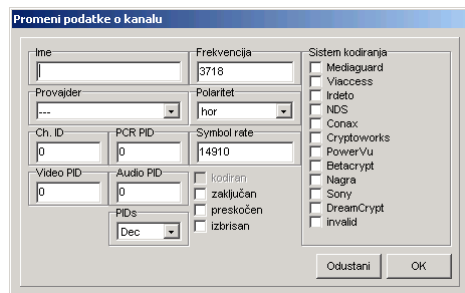 Promeni podatke o kanalu
Ime
Frekvencija
3718
Provajder
---
Polaritet
hor
Ch. ID
0
PCR PID
0
Symbol rate
14910
Video PID
0
Audio PID
0
PIDs
Dec
kodiran
zaključan
preskočen
izbrisan
Sistem kodiranja
Mediaguard
Viaccess
Irdeto
NDS
Conax
Cryptoworks
PowerVu
Betacrypt
Nagra
Sony
DreamCrypt
invalid
Odustani
OK